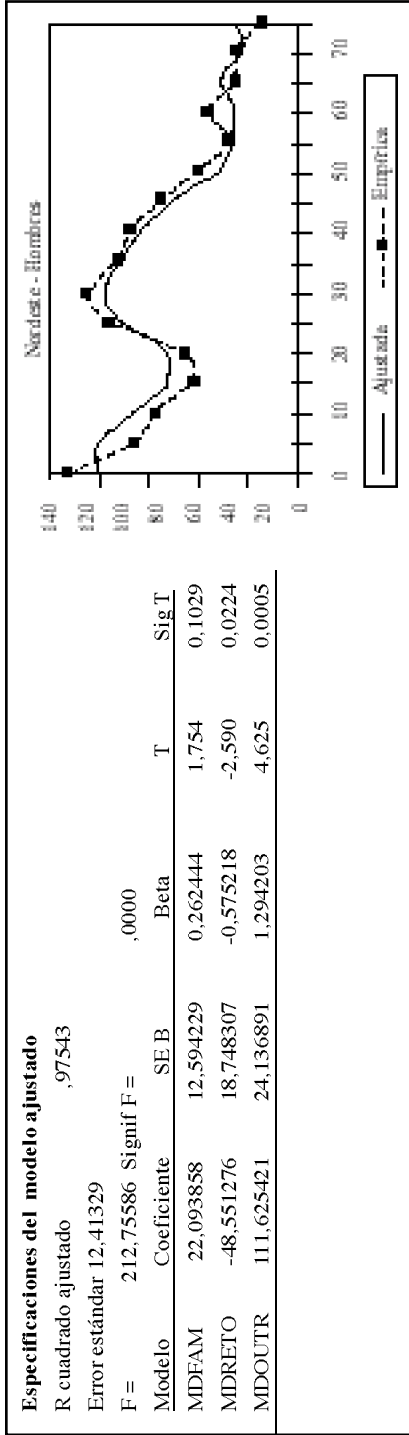 Especificaciones del modelo ajustado
R cuadrado ajustado ,97543
Error estándar 12,41329
F = 212,75586 Signif F = ,0000
Modelo Coeficiente SE B Beta T Sig T
MDFAM 22,093858 12,594229 0,262444 1,754 0,1029
MDRETO -48,551276 18,748307 -0,575218 -2,590 0,0224
MDOUTR 111,625421 24,136891 1,294203 4,625 0,0005
Nordeste - Hombres
140
120
100
80
60
40
20
0 10 20 30 40 50 60 70
Ajustada Empírica